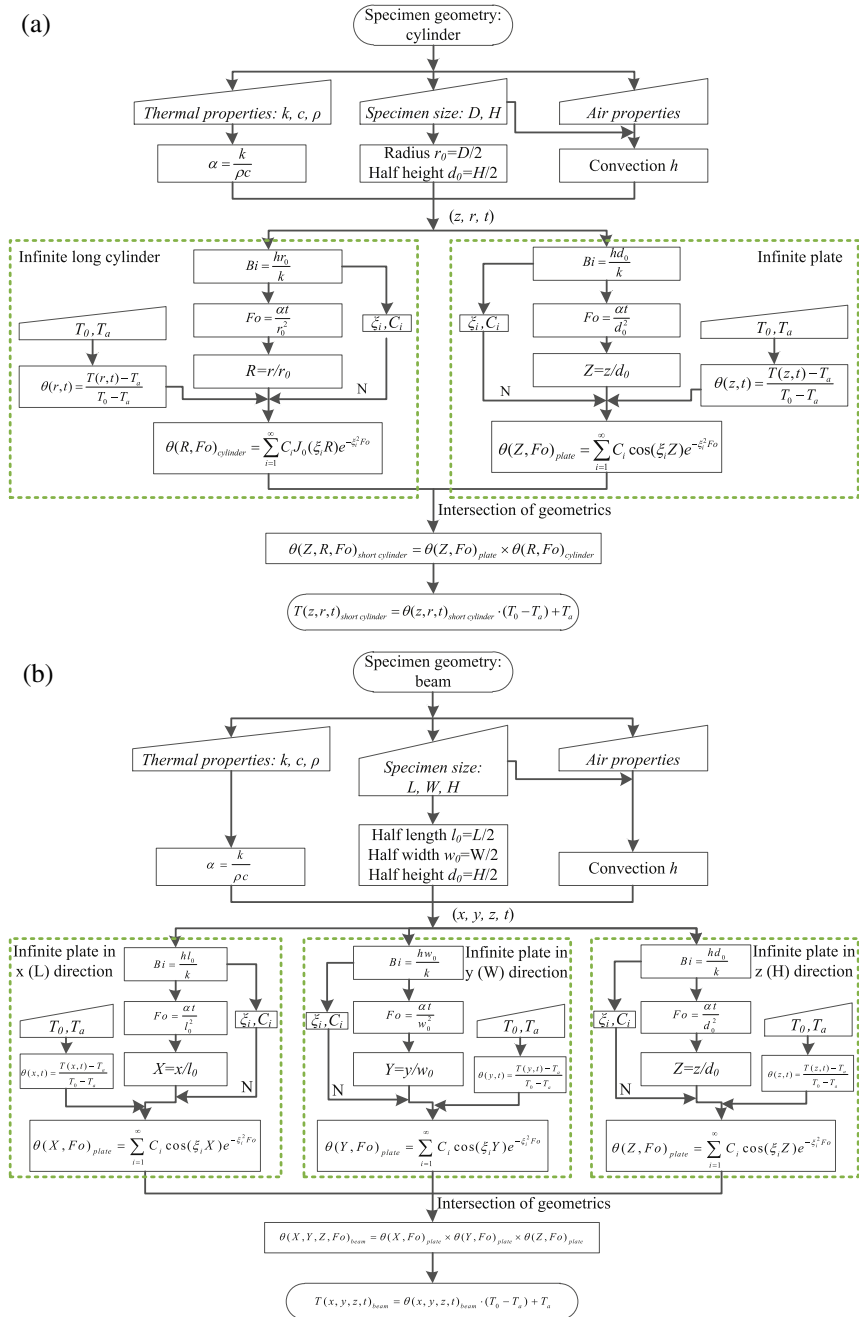 (a)
Specimen geometry:
cylinder
Thermal properties: k, c, ρ
Specimen size: D, H
Air properties
α = k/ρc
Radius r₀=D/2
Half height d₀=H/2
Convection h
(z, r, t)
Infinite long cylinder
Bi = hr₀/k
T₀,Tₐ
Fo = αt/r₀²
ξᵢ,Cᵢ
R=r/r₀
N
θ(r,t) = (T(r,t) − Tₐ)/(T₀ − Tₐ)
θ(R,Fo)cylinder = ∑_{i=1}^{∞} CᵢJ₀(ξᵢR)e^{−ξᵢ²Fo}
Infinite plate
Bi = hd₀/k
ξᵢ,Cᵢ
Fo = αt/d₀²
T₀,Tₐ
Z=z/d₀
N
θ(z,t) = (T(z,t) − Tₐ)/(T₀ − Tₐ)
θ(Z,Fo)plate = ∑_{i=1}^{∞} Cᵢ cos(ξᵢZ)e^{−ξᵢ²Fo}
Intersection of geometrics
θ(Z,R,Fo)short cylinder = θ(Z,Fo)plate × θ(R,Fo)cylinder
T(z,r,t)short cylinder = θ(z,r,t)short cylinder ·(T₀ − Tₐ) + Tₐ
(b)
Specimen geometry:
beam
Thermal properties: k, c, ρ
Specimen size:
L, W, H
Air properties
α = k/ρc
Half length l₀=L/2
Half width w₀=W/2
Half height d₀=H/2
Convection h
(x, y, z, t)
Infinite plate in
x (L) direction
Bi = hl₀/k
T₀,Tₐ
Fo = αt/l₀²
ξᵢ,Cᵢ
θ(x,t) = (T(x,t) − Tₐ)/(T₀ − Tₐ)
X=x/l₀
N
θ(X,Fo)plate = ∑_{i=1}^{∞} Cᵢ cos(ξᵢX)e^{−ξᵢ²Fo}
Infinite plate in
y (W) direction
Bi = hw₀/k
ξᵢ,Cᵢ
Fo = αt/w₀²
T₀,Tₐ
Y=y/w₀
N
θ(y,t) = (T(y,t) − Tₐ)/(T₀ − Tₐ)
θ(Y,Fo)plate = ∑_{i=1}^{∞} Cᵢ cos(ξᵢY)e^{−ξᵢ²Fo}
Infinite plate in
z (H) direction
Bi = hd₀/k
ξᵢ,Cᵢ
Fo = αt/d₀²
T₀,Tₐ
Z=z/d₀
N
θ(z,t) = (T(z,t) − Tₐ)/(T₀ − Tₐ)
θ(Z,Fo)plate = ∑_{i=1}^{∞} Cᵢ cos(ξᵢZ)e^{−ξᵢ²Fo}
Intersection of geometrics
θ(X,Y,Z,Fo)beam = θ(X,Fo)plate × θ(Y,Fo)plate × θ(Z,Fo)plate
T(x,y,z,t)beam = θ(x,y,z,t)beam ·(T₀ − Tₐ) + Tₐ